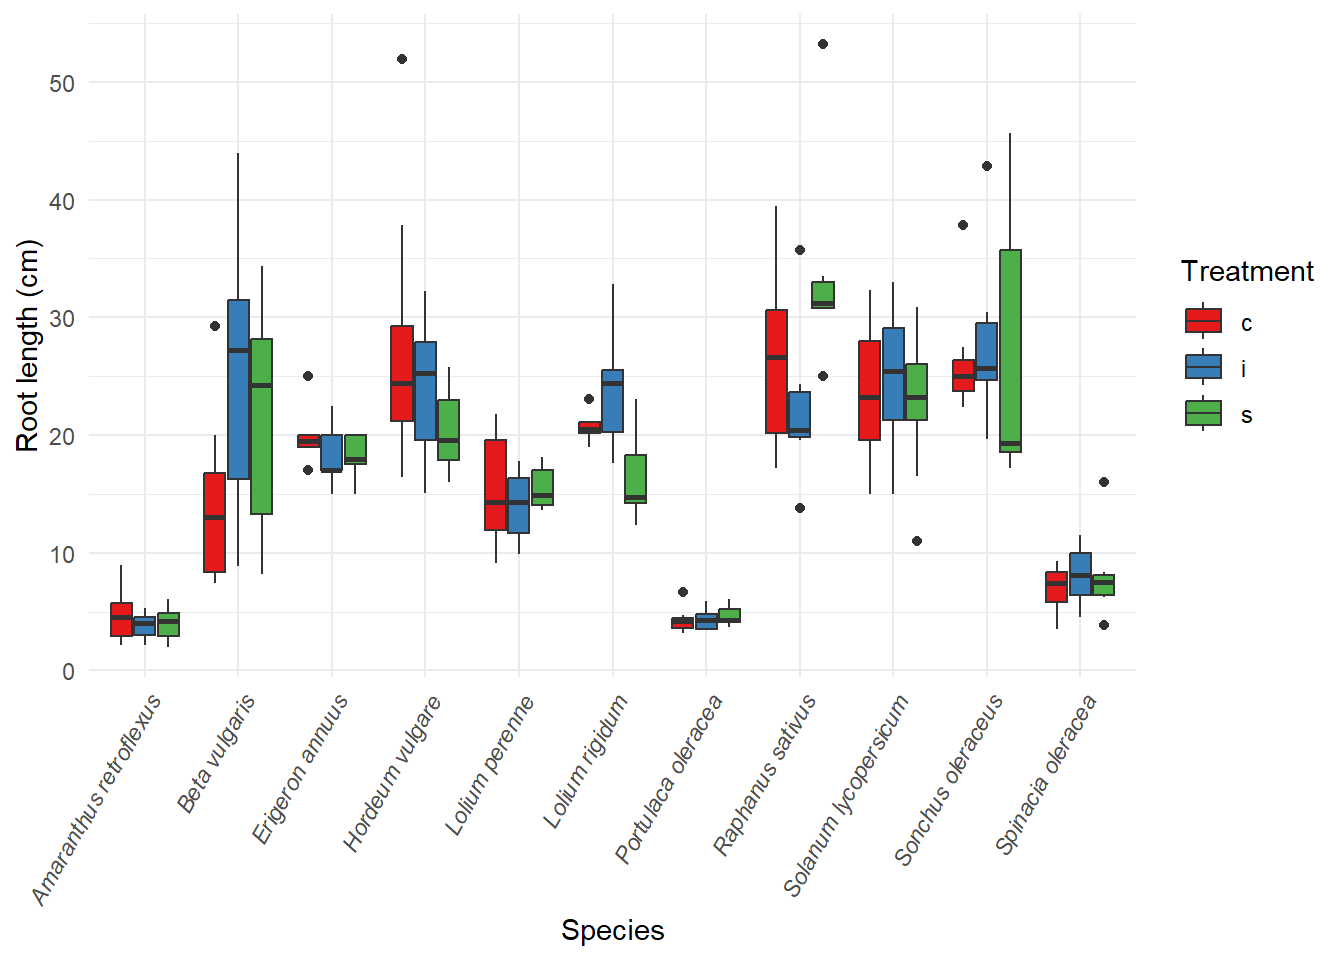 50
40
30
20
10
0
Root length (cm)
Amaranthus retroflexus
Beta vulgaris
Erigeron annuus
Hordeum vulgare
Lolium perenne
Lolium rigidum
Portulaca oleracea
Raphanus sativus
Solanum lycopersicum
Sonchus oleraceus
Spinacia oleracea
Species
Treatment
c
i
s